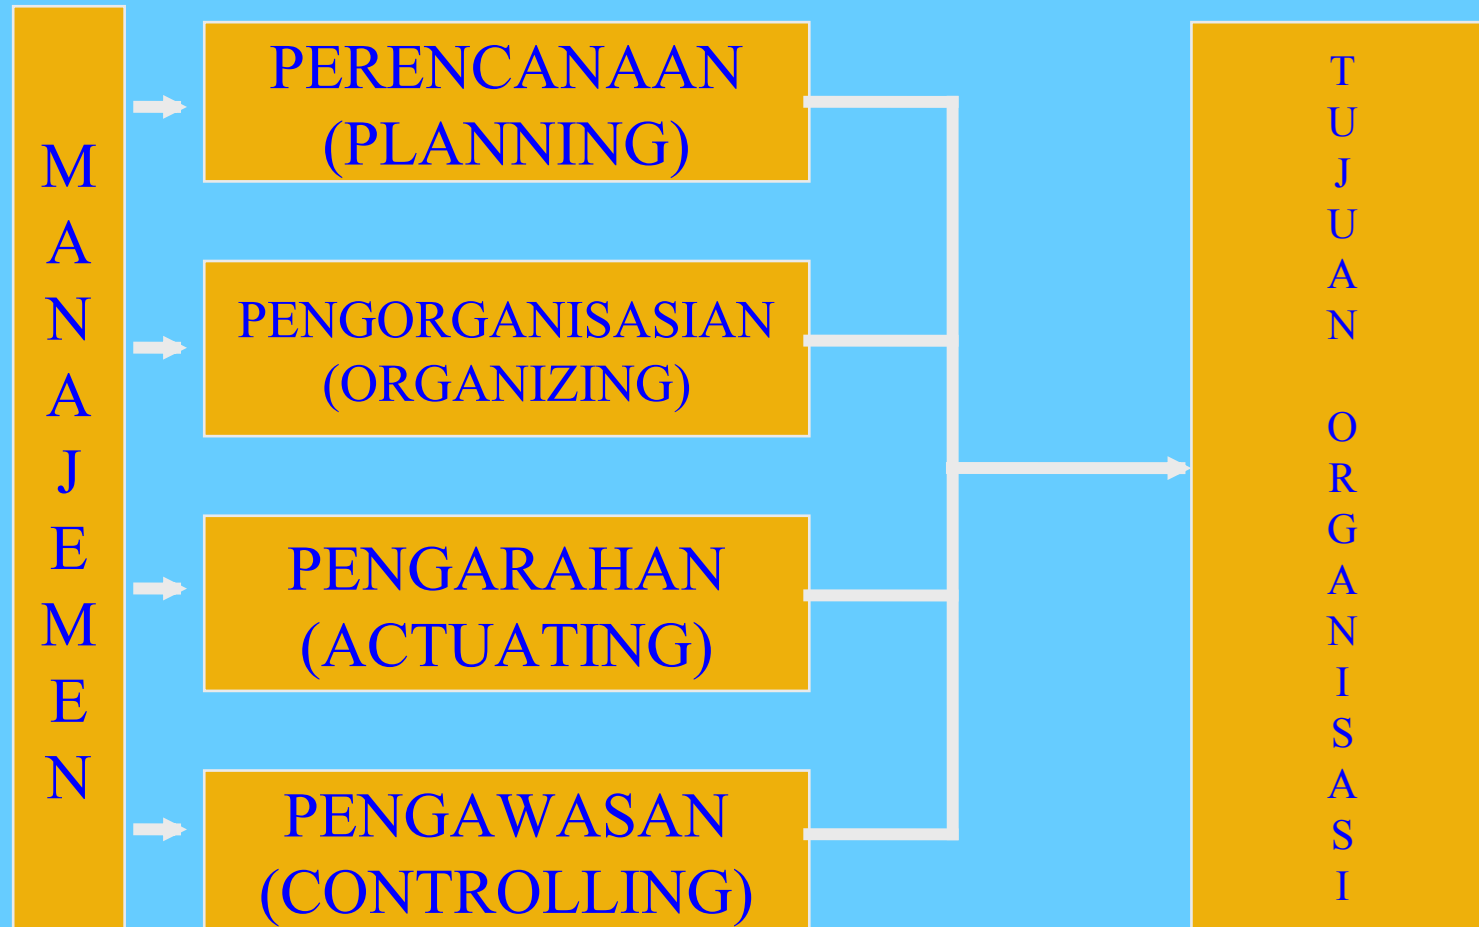 MANAJEMEN
PERENCANAAN
(PLANNING)
PENGORGANISASIAN
(ORGANIZING)
PENGARAHAN
(ACTUATING)
PENGAWASAN
(CONTROLLING)
TUJUAN ORGANISASI